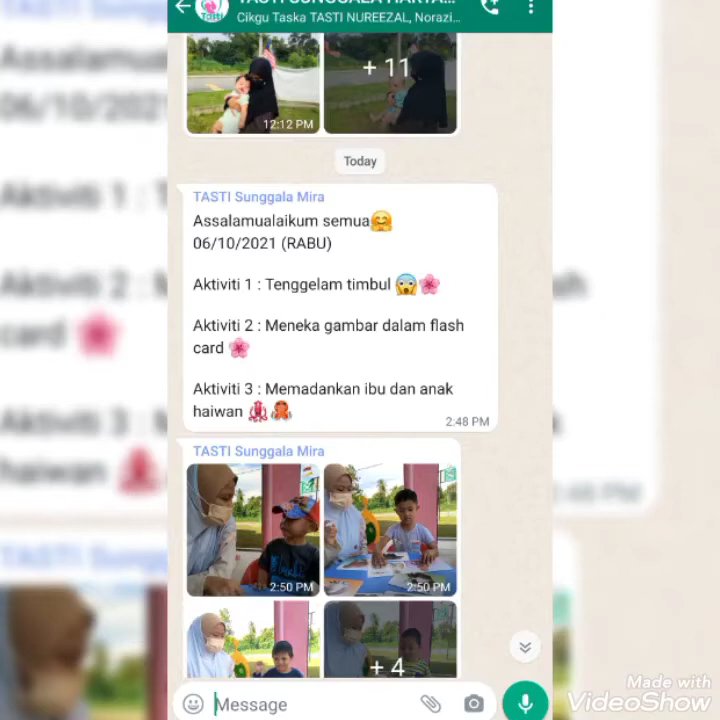 Cikgu Taska TASTI NUREEZAL, Norazi...
+ 11
12:12 PM
Today
TASTI Sunggala Mira
Assalamualaikum semua🤗
06/10/2021 (RABU)
Aktiviti 1 : Tenggelam timbul 😱🌸
Aktiviti 2 : Meneka gambar dalam flash
card 🌸
Aktiviti 3 : Memadankan ibu dan anak
haiwan 🦑🐙
2:48 PM
TASTI Sunggala Mira
2:50 PM
2:50 PM
+ 4
Message
Made with
VideoShow